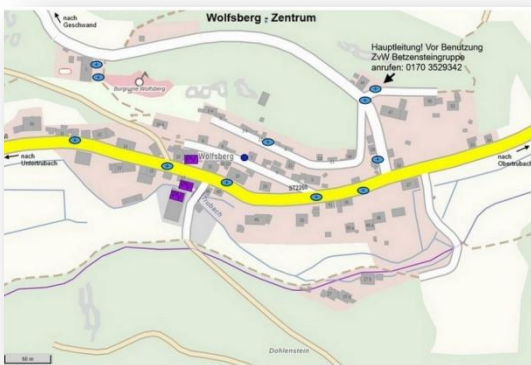 Wolfsberg - Zentrum
nach
Geschwand
Hauptleitung! Vor Benutzung
ZvW Betzensteingruppe
anrufen: 0170 3529342
Burgruine Wolfsberg
Wolfsberg
nach
Untertrubach
nach
Obertrubach
ST2260
Trubach
Dohlenstein
50 m